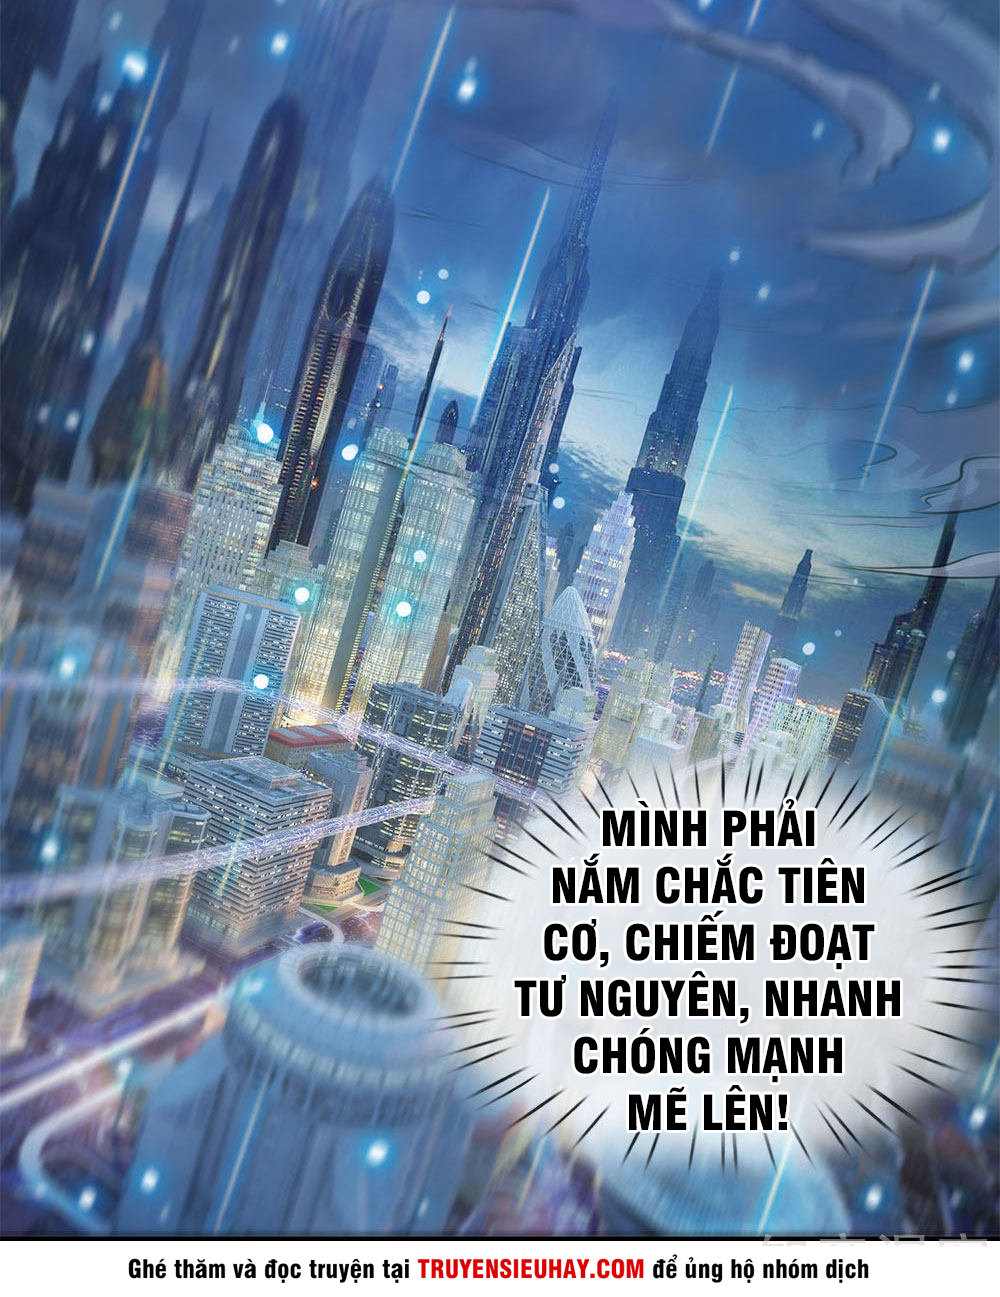 MÌNH PHẢI
NẮM CHẮC TIÊN
CƠ, CHIẾM ĐOẠT
TƯ NGUYÊN, NHANH
CHÓNG MẠNH
MẼ LÊN!
Ghé thăm và đọc truyện tại TRUYENSIEUHAY.COM để ủng hộ nhóm dịch